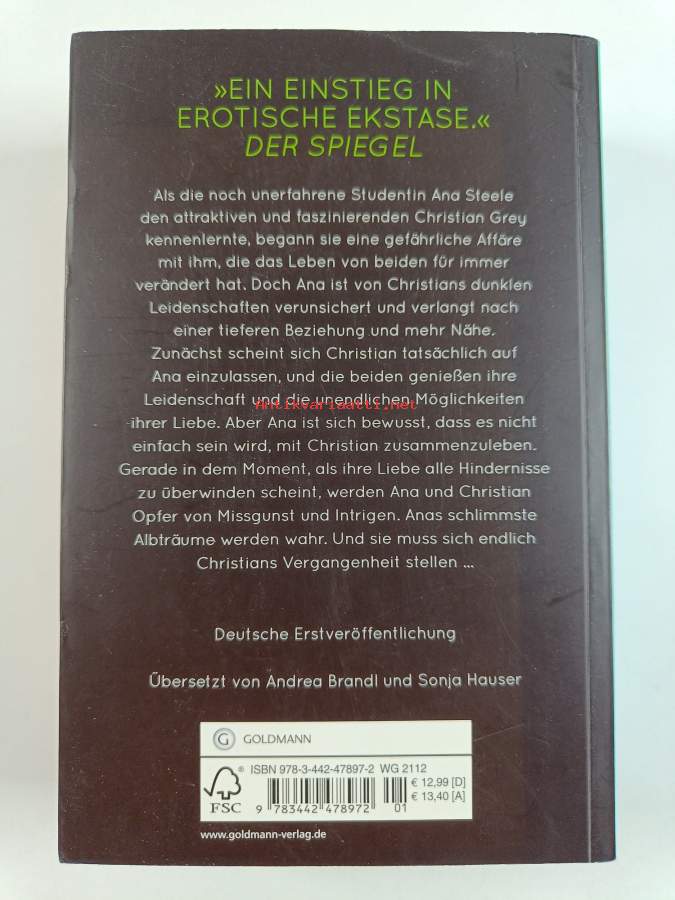 »EIN EINSTIEG IN
EROTISCHE EKSTASE.«
DER SPIEGEL
Als die noch unerfahrene Studentin Ana Steele
den attraktiven und faszinierenden Christian Grey
kennenlernte, begann sie eine gefährliche Affäre
mit ihm, die das Leben von beiden für immer
verändert hat. Doch Ana ist von Christians dunklen
Leidenschaften verunsichert und verlangt nach
einer tieferen Beziehung und mehr Nähe.
Zunächst scheint sich Christian tatsächlich auf
Ana einzulassen, und die beiden genießen ihre
Leidenschaft und die unendlichen Möglichkeiten
Antikvariaatti.net
ihrer Liebe. Aber Ana ist sich bewusst, dass es nicht
einfach sein wird, mit Christian zusammenzuleben.
Gerade in dem Moment, als ihre Liebe alle Hindernisse
zu überwinden scheint, werden Ana und Christian
Opfer von Missgunst und Intrigen. Anas schlimmste
Albträume werden wahr. Und sie muss sich endlich
Christians Vergangenheit stellen ...
Deutsche Erstveröffentlichung
Übersetzt von Andrea Brandl und Sonja Hauser
G GOLDMANN
ISBN 978-3-442-47897-2 WG 2112
€ 12,99 [D]
€ 13,40 [A]
® FSC
9 783442 478972 01
www.goldmann-verlag.de